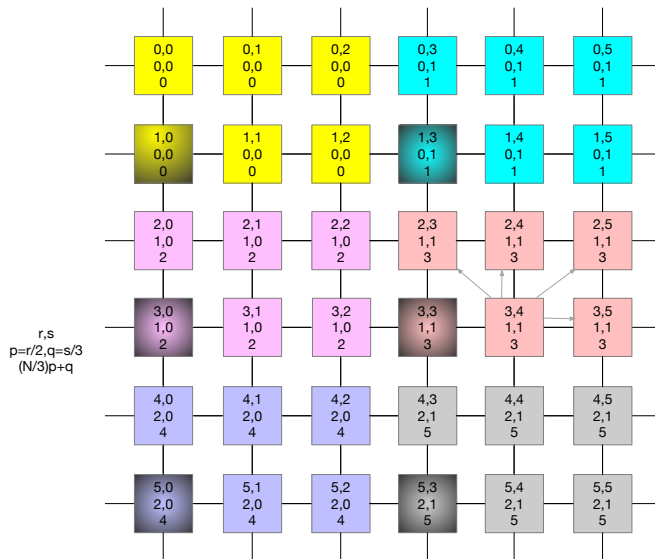 0,0 0,1 0,2 0,3 0,4 0,5
0,0 0,0 0,0 0,1 0,1 0,1
0 0 0 1 1 1
1,0 1,1 1,2 1,3 1,4 1,5
0,0 0,0 0,0 0,1 0,1 0,1
0 0 0 1 1 1
2,0 2,1 2,2 2,3 2,4 2,5
1,0 1,0 1,0 1,1 1,1 1,1
2 2 2 3 3 3
3,0 3,1 3,2 3,3 3,4 3,5
1,0 1,0 1,0 1,1 1,1 1,1
2 2 2 3 3 3
r,s
p=r/2,q=s/3
(N/3)p+q
4,0 4,1 4,2 4,3 4,4 4,5
2,0 2,0 2,0 2,1 2,1 2,1
4 4 4 5 5 5
5,0 5,1 5,2 5,3 5,4 5,5
2,0 2,0 2,0 2,1 2,1 2,1
4 4 4 5 5 5